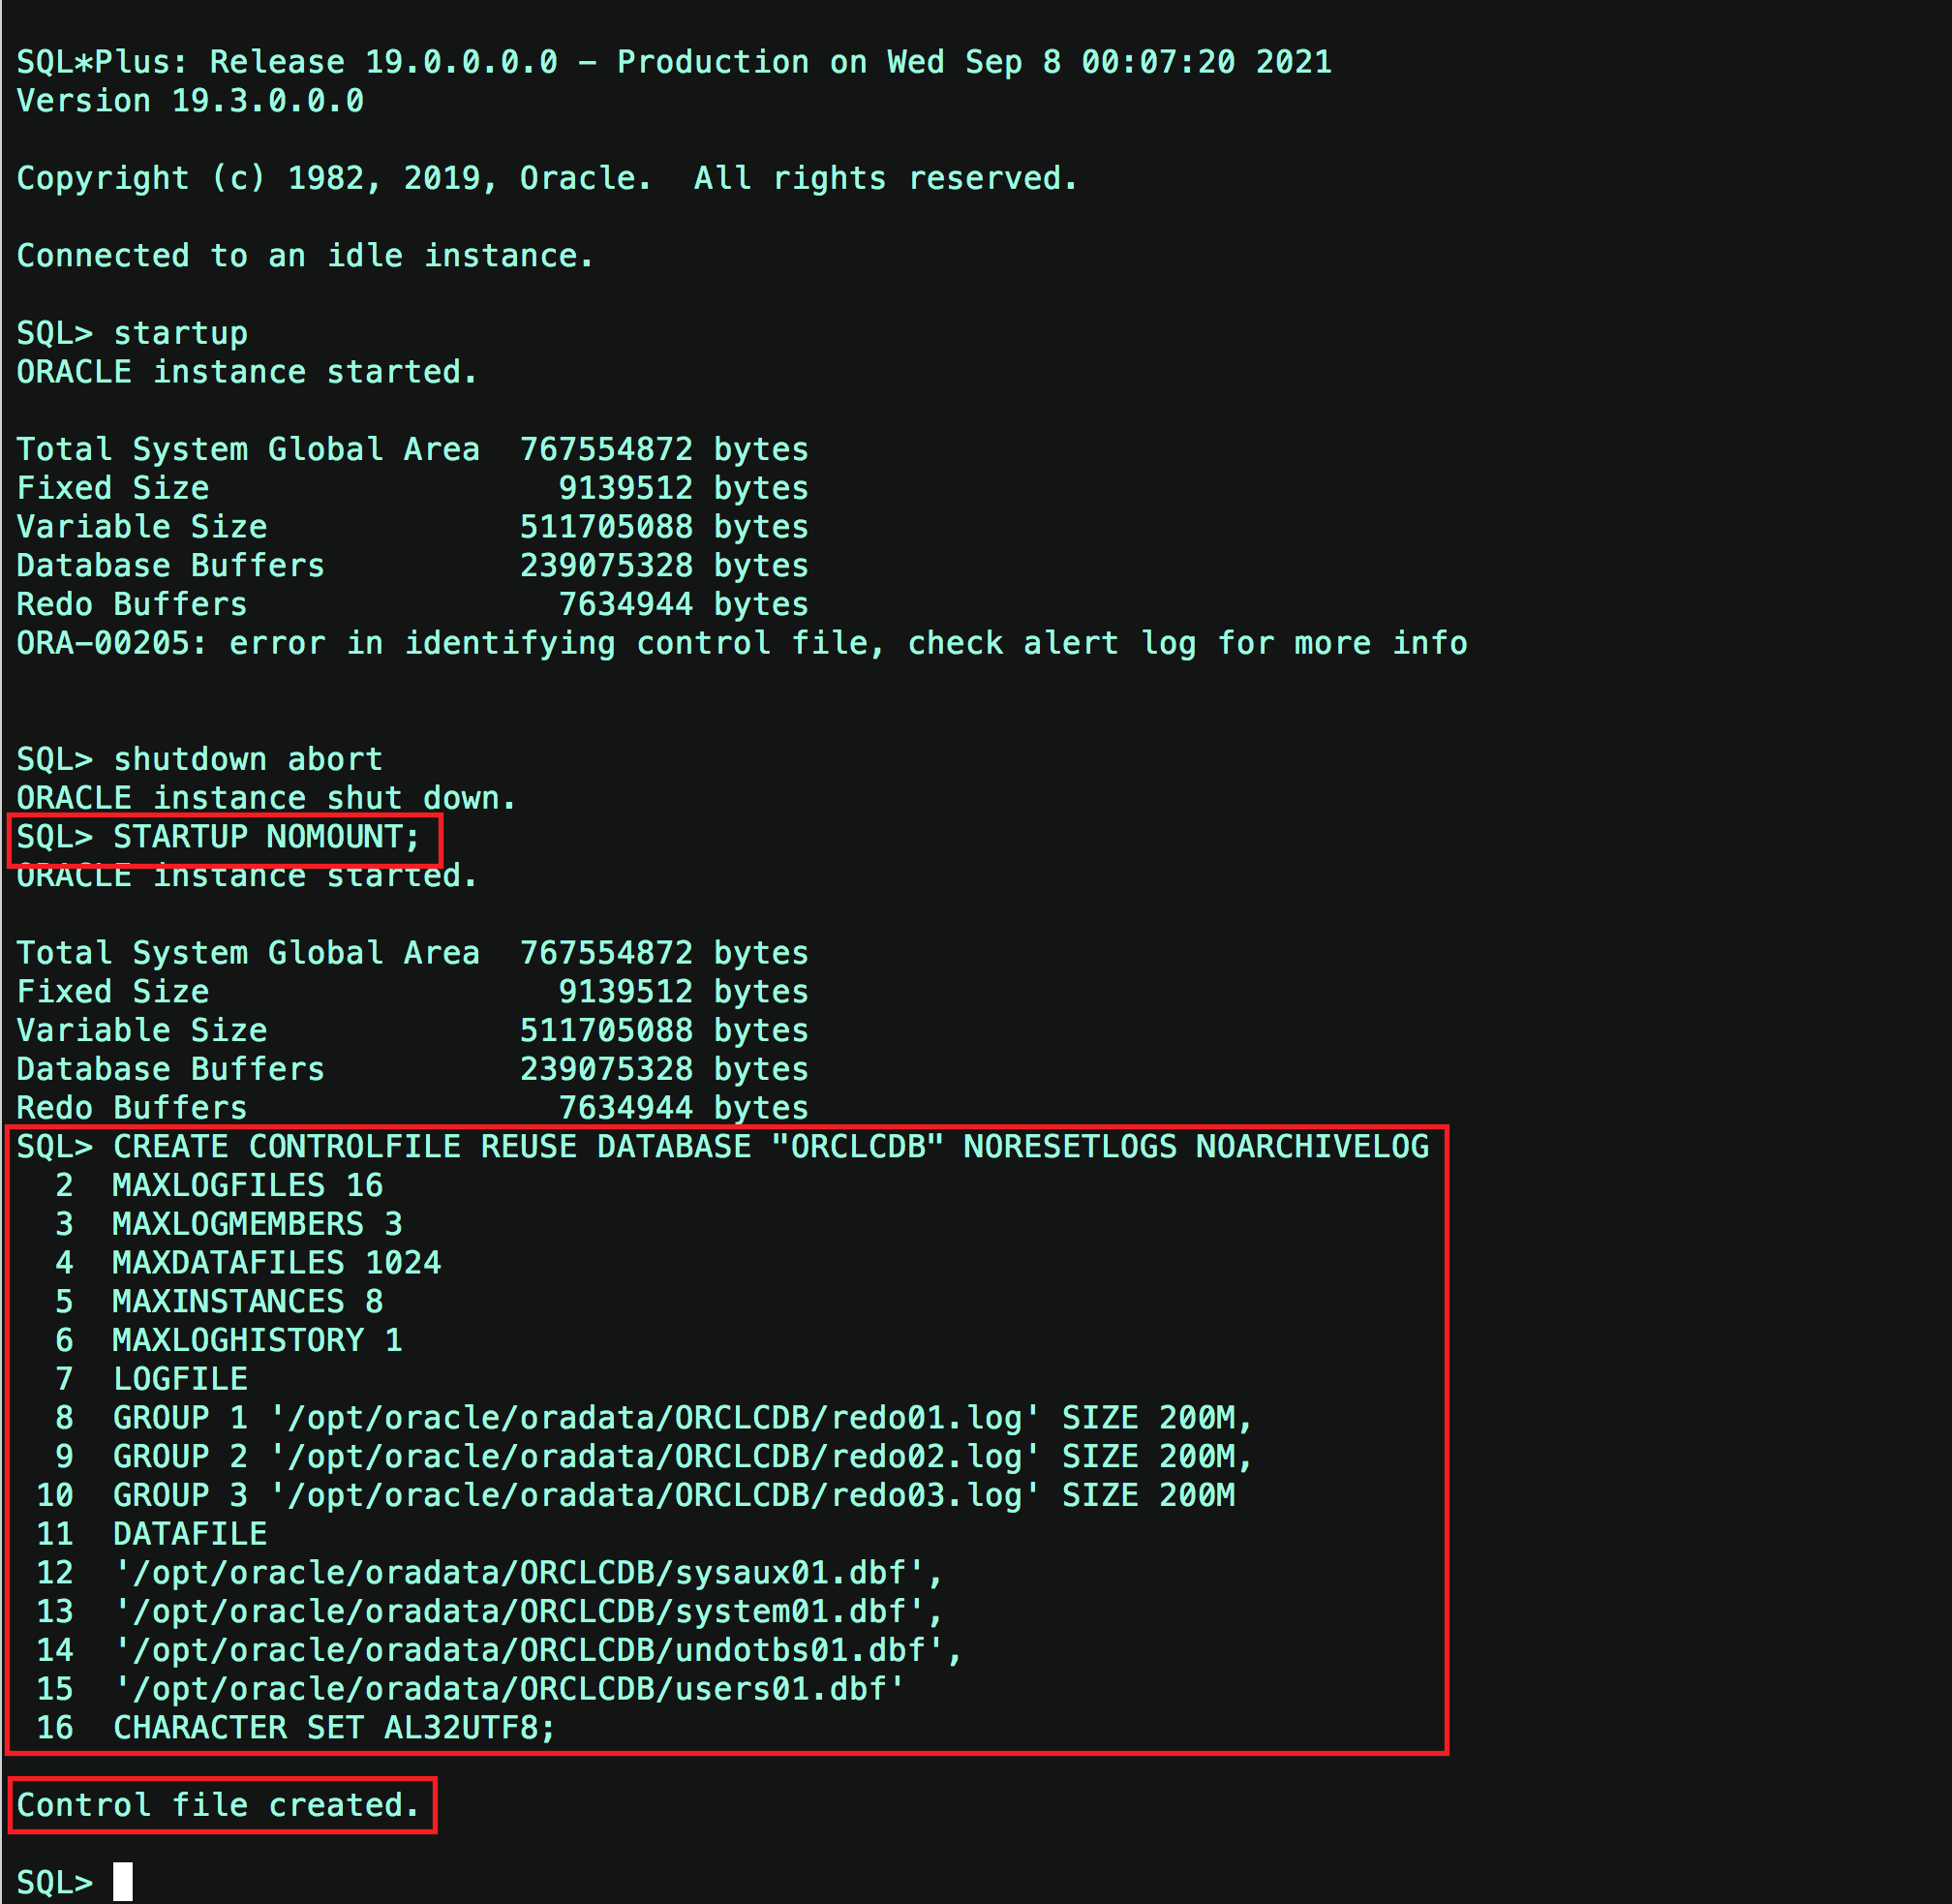 SQL*Plus: Release 19.0.0.0.0 - Production on Wed Sep 8 00:07:20 2021
Version 19.3.0.0.0
Copyright (c) 1982, 2019, Oracle.  All rights reserved.
Connected to an idle instance.
SQL> startup
ORACLE instance started.
Total System Global Area  767554872 bytes
Fixed Size                  9139512 bytes
Variable Size             511705088 bytes
Database Buffers          239075328 bytes
Redo Buffers                7634944 bytes
ORA-00205: error in identifying control file, check alert log for more info
SQL> shutdown abort
ORACLE instance shut down.
SQL> STARTUP NOMOUNT;
ORACLE instance started.
Total System Global Area  767554872 bytes
Fixed Size                  9139512 bytes
Variable Size             511705088 bytes
Database Buffers          239075328 bytes
Redo Buffers                7634944 bytes
SQL> CREATE CONTROLFILE REUSE DATABASE "ORCLCDB" NORESETLOGS NOARCHIVELOG
  2  MAXLOGFILES 16
  3  MAXLOGMEMBERS 3
  4  MAXDATAFILES 1024
  5  MAXINSTANCES 8
  6  MAXLOGHISTORY 1
  7  LOGFILE
  8  GROUP 1 '/opt/oracle/oradata/ORCLCDB/redo01.log' SIZE 200M,
  9  GROUP 2 '/opt/oracle/oradata/ORCLCDB/redo02.log' SIZE 200M,
 10  GROUP 3 '/opt/oracle/oradata/ORCLCDB/redo03.log' SIZE 200M
 11  DATAFILE
 12  '/opt/oracle/oradata/ORCLCDB/sysaux01.dbf',
 13  '/opt/oracle/oradata/ORCLCDB/system01.dbf',
 14  '/opt/oracle/oradata/ORCLCDB/undotbs01.dbf',
 15  '/opt/oracle/oradata/ORCLCDB/users01.dbf'
 16  CHARACTER SET AL32UTF8;
Control file created.
SQL>